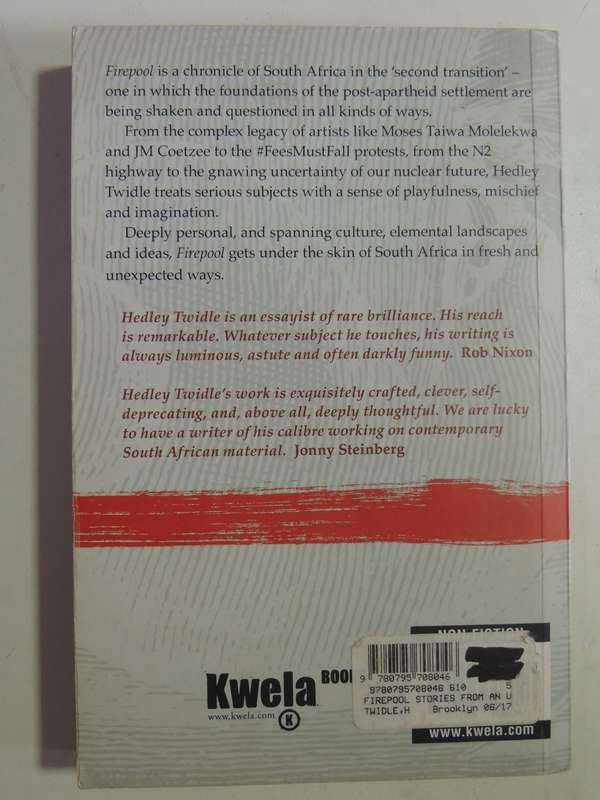 Firepool is a chronicle of South Africa in the ‘second transition’ –
one in which the foundations of the post-apartheid settlement are
being shaken and questioned in all kinds of ways.
From the complex legacy of artists like Moses Taiwa Molelekwa
and JM Coetzee to the #FeesMustFall protests, from the N2
highway to the gnawing uncertainty of our nuclear future, Hedley
Twidle treats serious subjects with a sense of playfulness, mischief
and imagination.
Deeply personal, and spanning culture, elemental landscapes
and ideas, Firepool gets under the skin of South Africa in fresh and
unexpected ways.
Hedley Twidle is an essayist of rare brilliance. His reach
is remarkable. Whatever subject he touches, his writing is
always luminous, astute and often darkly funny. Rob Nixon
Hedley Twidle’s work is exquisitely crafted, clever, self-
deprecating, and, above all, deeply thoughtful. We are lucky
to have a writer of his calibre working on contemporary
South African material. Jonny Steinberg
NON-FICTION
Kwela BOO
www.kwela.com K
9 780795 708046
9780795708046 610 5
FIREPOOL STORIES FROM AN U
TWIDLE.H Brooklyn 06/17
www.kwela.com